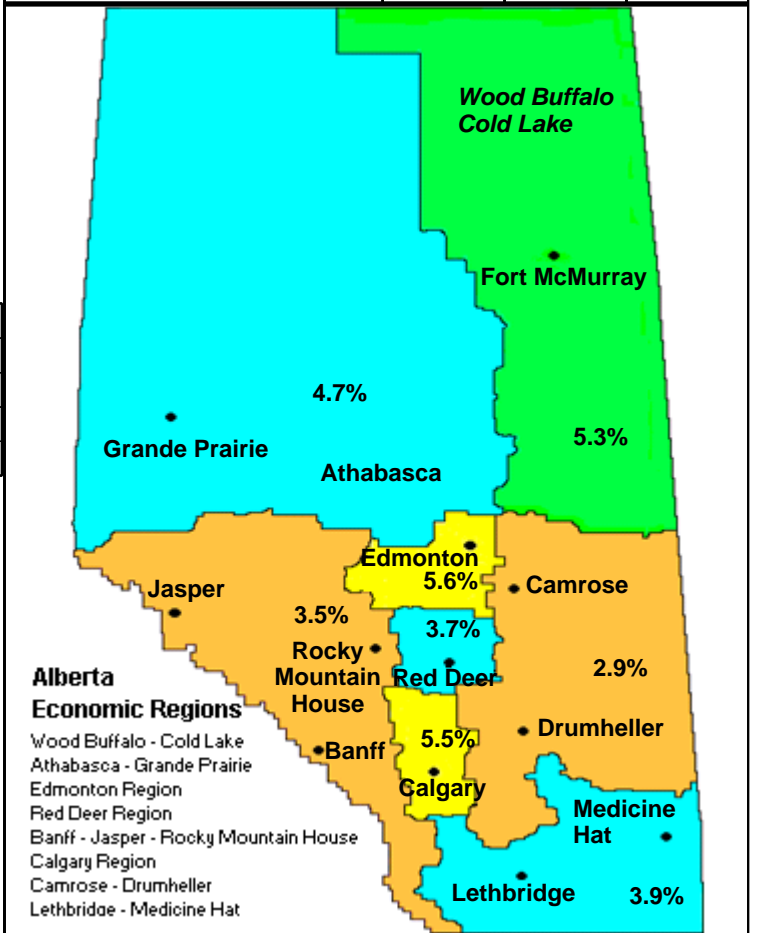 Wood Buffalo
Cold Lake
Fort McMurray
4.7%
5.3%
Grande Prairie
Athabasca
Edmonton
5.6%
Jasper
Camrose
3.5%
3.7%
Rocky
Mountain
House
Red Deer
2.9%
Alberta
Economic Regions
Wood Buffalo - Cold Lake
Athabasca - Grande Prairie
Edmonton Region
Red Deer Region
Banff - Jasper - Rocky Mountain House
Calgary Region
Camrose - Drumheller
Lethbridge - Medicine Hat
Banff
5.5%
Calgary
Drumheller
Medicine
Hat
Lethbridge
3.9%